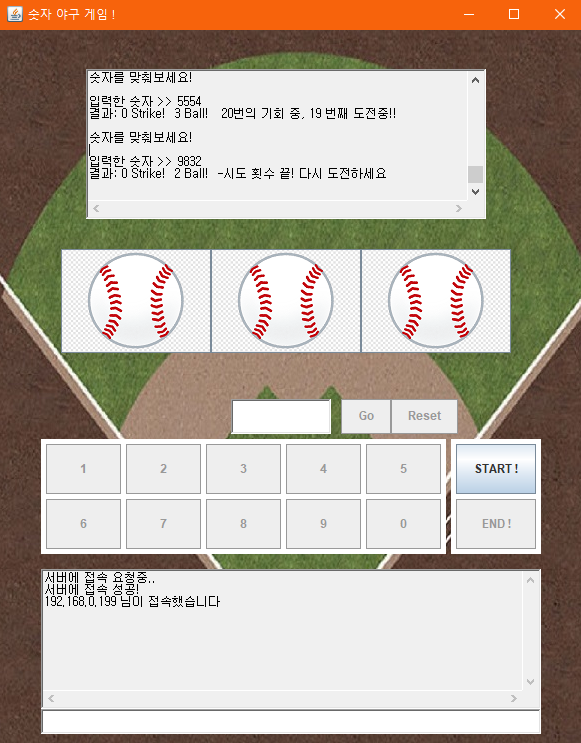 숫자 야구 게임 !
숫자를 맞춰보세요!
입력한 숫자 >> 5554
결과: 0 Strike!  3 Ball!   20번의 기회 중, 19 번째 도전중!!
숫자를 맞춰보세요!
입력한 숫자 >> 9832
결과: 0 Strike!  2 Ball!  -시도 횟수 끝! 다시 도전하세요
Go Reset
1 2 3 4 5 START!
6 7 8 9 0 END!
서버에 접속 요청중..
서버에 접속 성공!
192.168.0.199 님이 접속했습니다